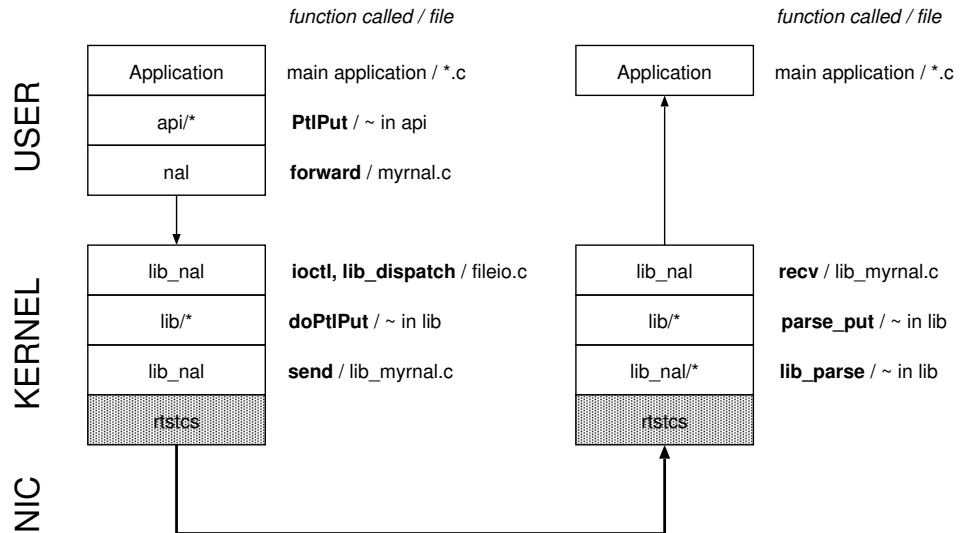 function called / file function called / file
Application main application / *.c Application main application / *.c
USER
api/* PtlPut / ~ in api
nal forward / myrnal.c
lib_nal ioctl, lib_dispatch / fileio.c lib_nal recv / lib_myrnal.c
KERNEL
lib/* doPtlPut / ~ in lib lib/* parse_put / ~ in lib
lib_nal send / lib_myrnal.c lib_nal/* lib_parse / ~ in lib
rtstcs rtstcs
NIC